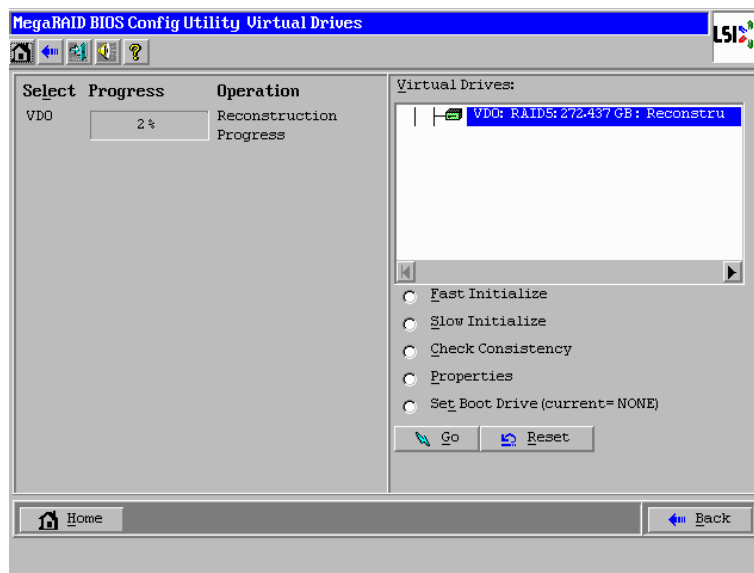 MegaRAID BIOS Config Utility Virtual Drives
LSI
Select Progress Operation
VD0 2% Reconstruction
Progress
Virtual Drives:
VD0: RAID5: 272.437 GB: Reconstru
Fast Initialize
Slow Initialize
Check Consistency
Properties
Set Boot Drive (current= NONE)
Go Reset
Home Back